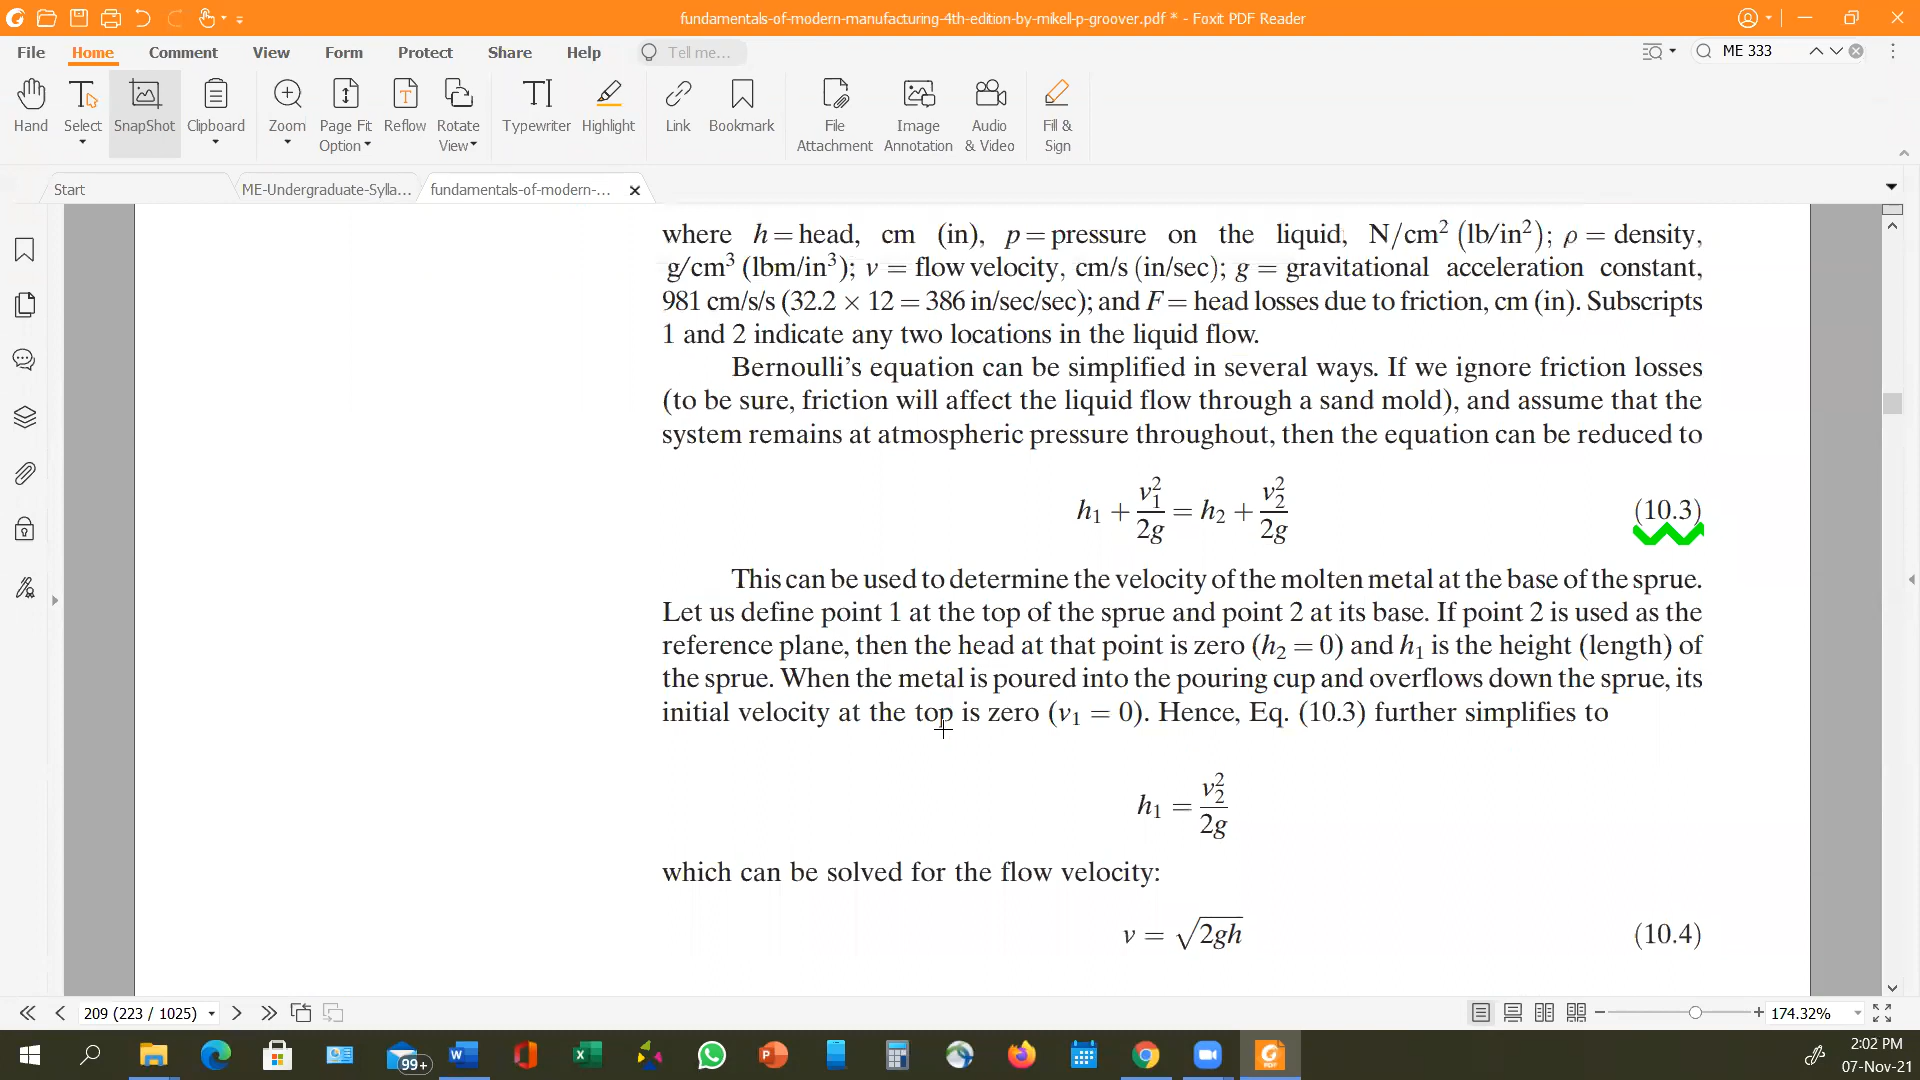 fundamentals-of-modern-manufacturing-4th-edition-by-mikell-p-groover.pdf * - Foxit PDF Reader
File Home Comment View Form Protect Share Help Tell me... ME 333
Hand Select SnapShot Clipboard Zoom Page Fit Option Reflow Rotate View Typewriter Highlight Link Bookmark File Attachment Image Annotation Audio & Video Fill & Sign
Start ME-Undergraduate-Sylla... fundamentals-of-modern-...
where h = head, cm (in), p = pressure on the liquid, N/cm² (lb/in²); ρ = density,
g/cm³ (lbm/in³); v = flow velocity, cm/s (in/sec); g = gravitational acceleration constant,
981 cm/s/s (32.2 × 12 = 386 in/sec/sec); and F = head losses due to friction, cm (in). Subscripts
1 and 2 indicate any two locations in the liquid flow.
Bernoulli's equation can be simplified in several ways. If we ignore friction losses
(to be sure, friction will affect the liquid flow through a sand mold), and assume that the
system remains at atmospheric pressure throughout, then the equation can be reduced to
h₁ + v₁²/2g = h₂ + v₂²/2g (10.3)
This can be used to determine the velocity of the molten metal at the base of the sprue.
Let us define point 1 at the top of the sprue and point 2 at its base. If point 2 is used as the
reference plane, then the head at that point is zero (h₂ = 0) and h₁ is the height (length) of
the sprue. When the metal is poured into the pouring cup and overflows down the sprue, its
initial velocity at the top is zero (v₁ = 0). Hence, Eq. (10.3) further simplifies to
h₁ = v₂²/2g
which can be solved for the flow velocity:
v = √2gh (10.4)
209 (223 / 1025) 174.32%
99+ 2:02 PM
07-Nov-21